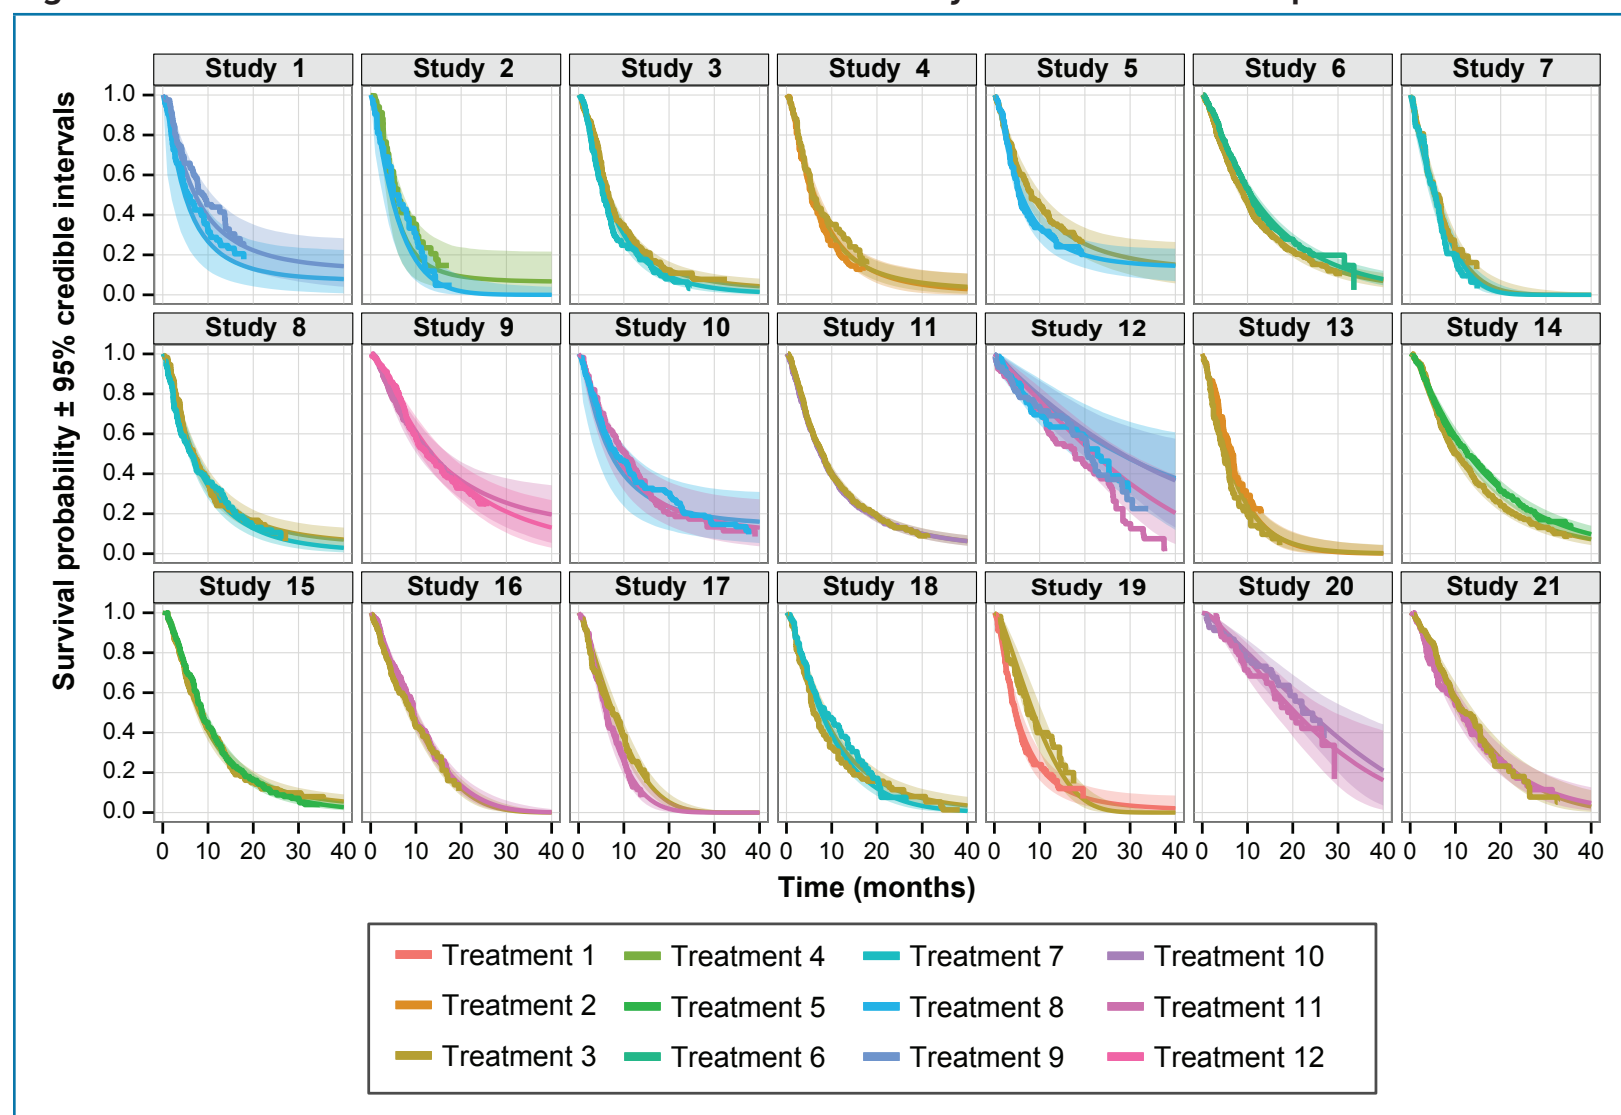 Study 1 Study 2 Study 3 Study 4 Study 5 Study 6 Study 7
1.0
0.8
0.6
0.4
0.2
0.0
Study 8 Study 9 Study 10 Study 11 Study 12 Study 13 Study 14
1.0
0.8
0.6
0.4
0.2
0.0
Study 15 Study 16 Study 17 Study 18 Study 19 Study 20 Study 21
1.0
0.8
0.6
0.4
0.2
0.0
Survival probability ± 95% credible intervals
0 10 20 30 40 0 10 20 30 40 0 10 20 30 40 0 10 20 30 40 0 10 20 30 40 0 10 20 30 40 0 10 20 30 40
Time (months)
Treatment 1 Treatment 4 Treatment 7 Treatment 10
Treatment 2 Treatment 5 Treatment 8 Treatment 11
Treatment 3 Treatment 6 Treatment 9 Treatment 12